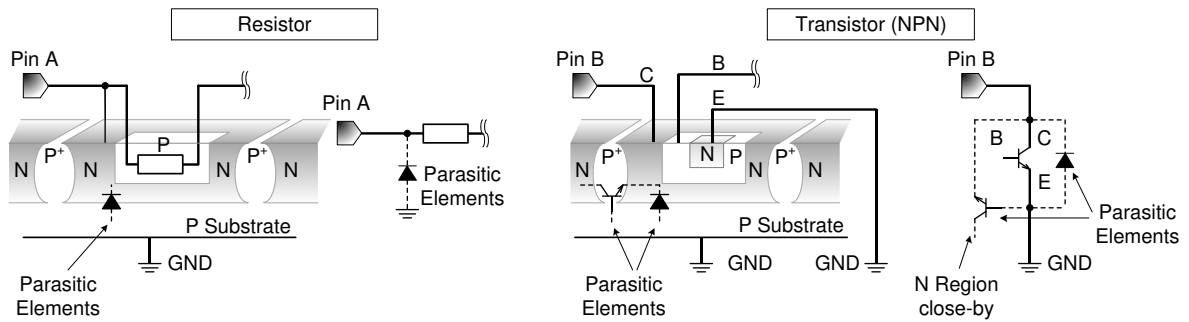 Resistor
Transistor (NPN)
Pin A
Pin A
N
P+
N
P
N
P+
N
Parasitic
Elements
P Substrate
GND
Parasitic
Elements
Pin B
C
B
E
N
P+
N
N
P
N
P+
N
P Substrate
GND
GND
Parasitic
Elements
Pin B
B
C
E
Parasitic
Elements
GND
N Region
close-by